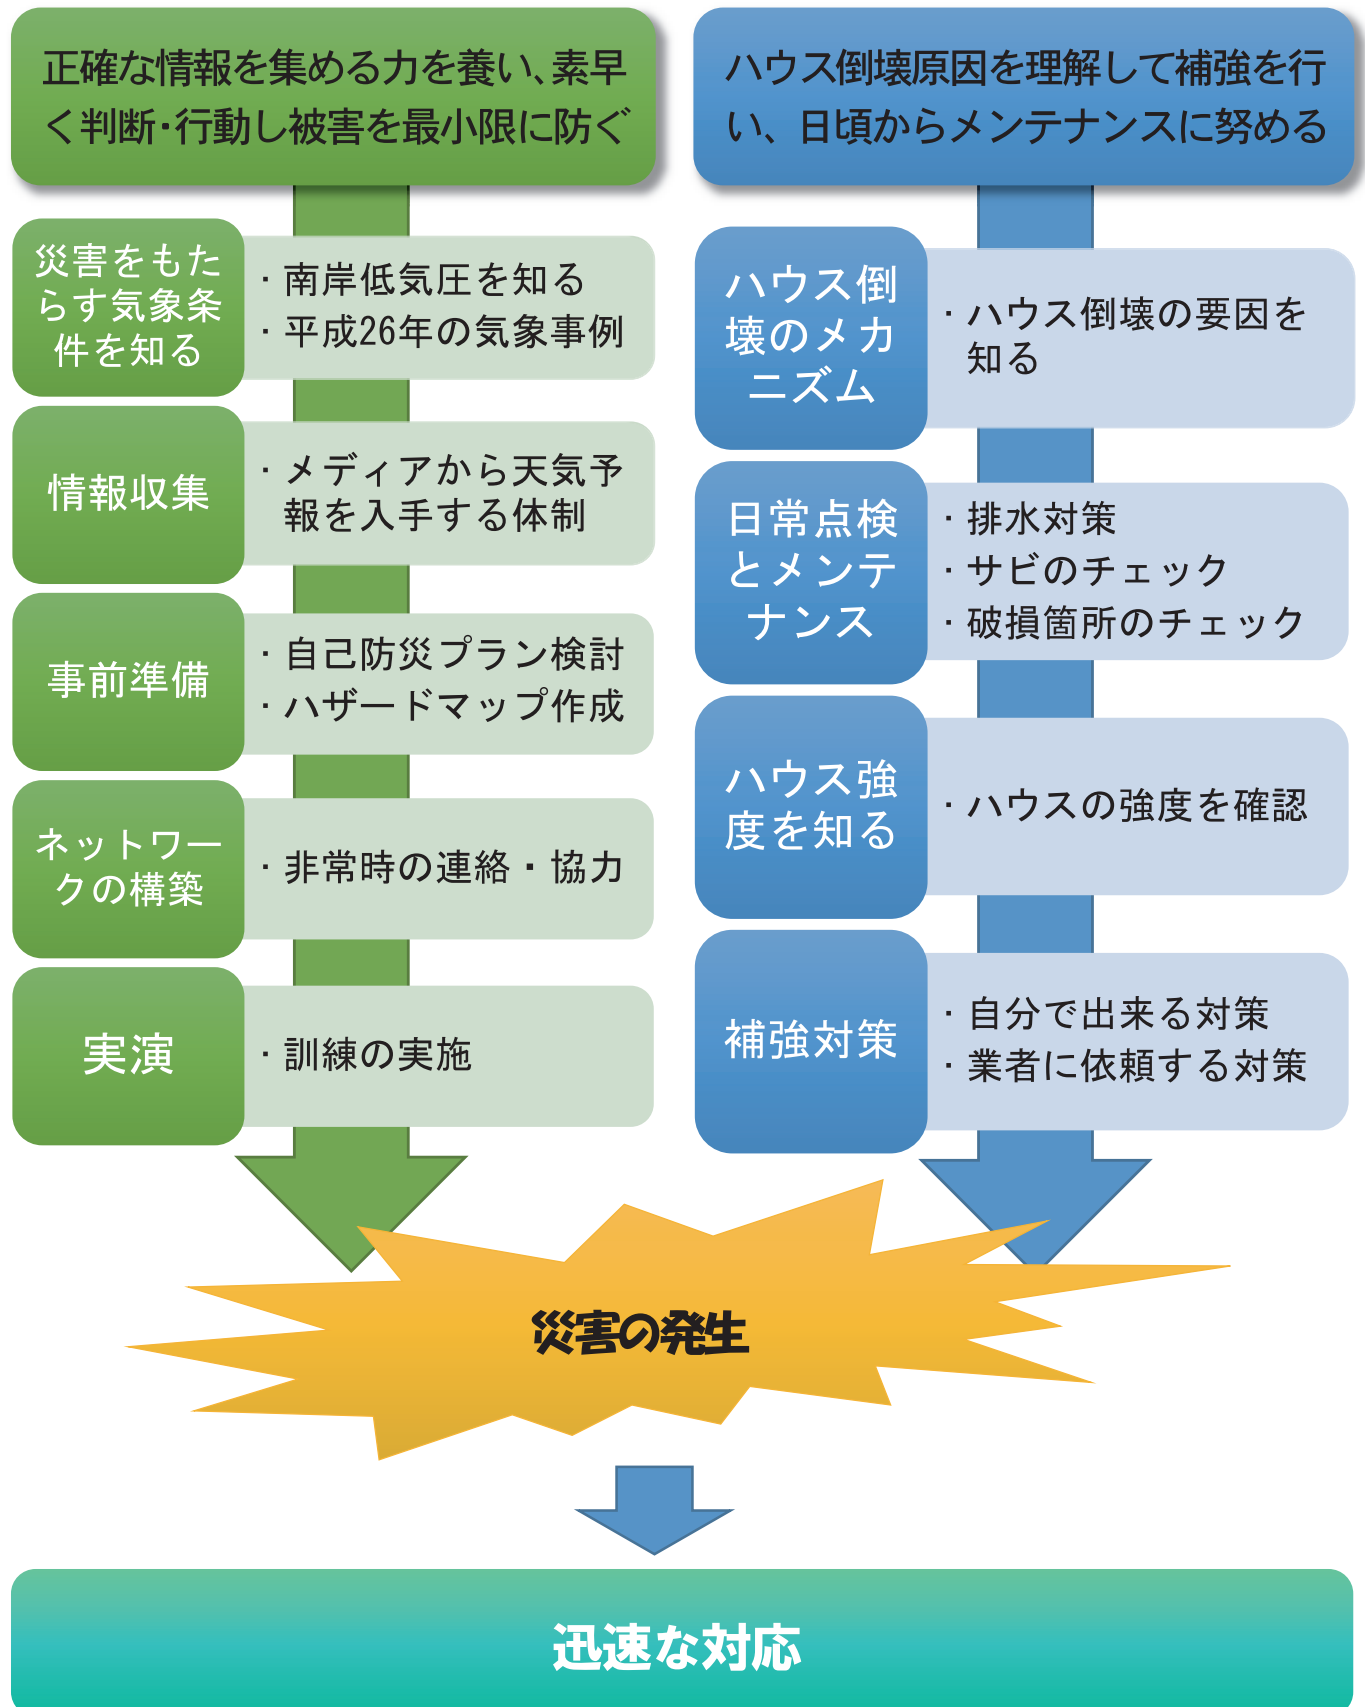 正確な情報を集める力を養い、素早
く判断・行動し被害を最小限に防ぐ
災害をもた
らす気象条
件を知る
・南岸低気圧を知る
・平成26年の気象事例
情報収集
・メディアから天気予
報を入手する体制
事前準備
・自己防災プラン検討
・ハザードマップ作成
ネットワー
クの構築
・非常時の連絡・協力
実演
・訓練の実施
ハウス倒壊原因を理解して補強を行
い、日頃からメンテナンスに努める
ハウス倒
壊のメカ
ニズム
・ハウス倒壊の要因を
知る
日常点検
とメンテ
ナンス
・排水対策
・サビのチェック
・破損箇所のチェック
ハウス強
度を知る
・ハウスの強度を確認
補強対策
・自分で出来る対策
・業者に依頼する対策
災害の発生
迅速な対応